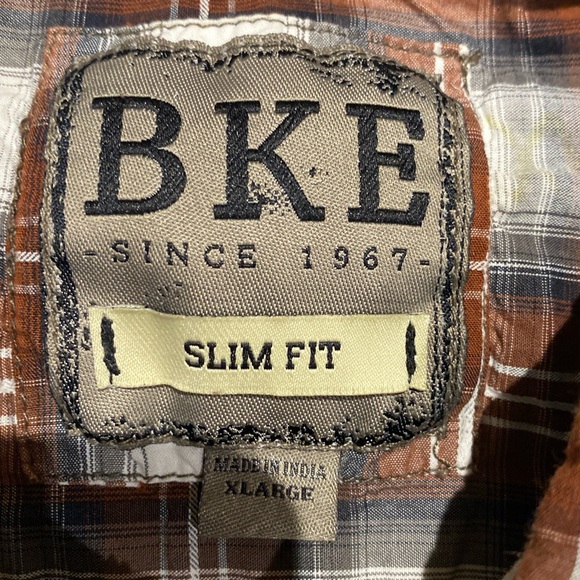 BKE
- SINCE 1967 -
SLIM FIT
MADE IN INDIA
XLARGE